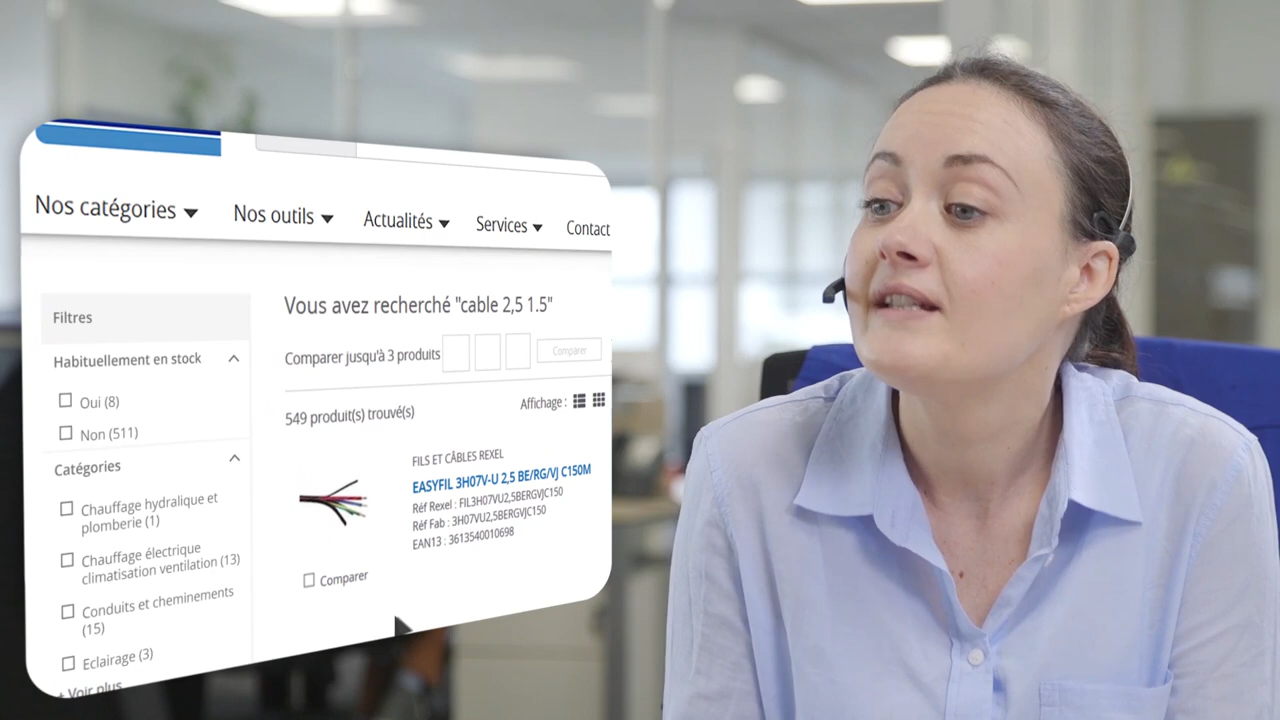 Nos catégories
Nos outils
Actualités
Services
Contact
Filtres
Habituellement en stock
Oui (8)
Non (511)
Catégories
Chauffage hydralique et
plomberie (1)
Chauffage électrique
climatisation ventilation (13)
Conduits et cheminements
(15)
Eclairage (3)
+ Voir plus
Vous avez recherché "cable 2,5 1.5"
Comparer jusqu'à 3 produits
Comparer
549 produit(s) trouvé(s)
Affichage :
FILS ET CÂBLES REXEL
EASYFIL 3H07V-U 2,5 BE/RG/VJ C150M
Réf Rexel : FIL3H07VU2,5BERGVJC150
Réf Fab : 3H07VU2,5BERGVJC150
EAN13 : 3613540010698
Comparer